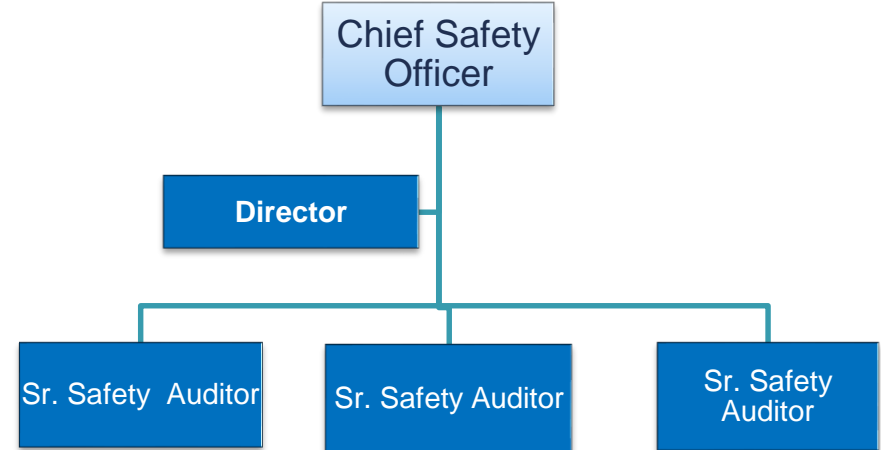 Chief Safety
Officer
Director
Sr. Safety  Auditor
Sr. Safety Auditor
Sr. Safety
Auditor